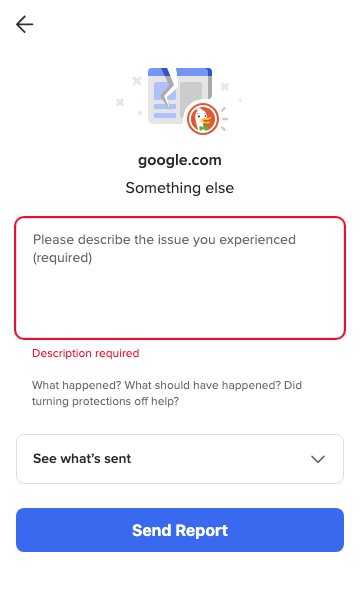 google.com
Something else
Please describe the issue you experienced
(required)
Description required
What happened? What should have happened? Did
turning protections off help?
See what’s sent
Send Report